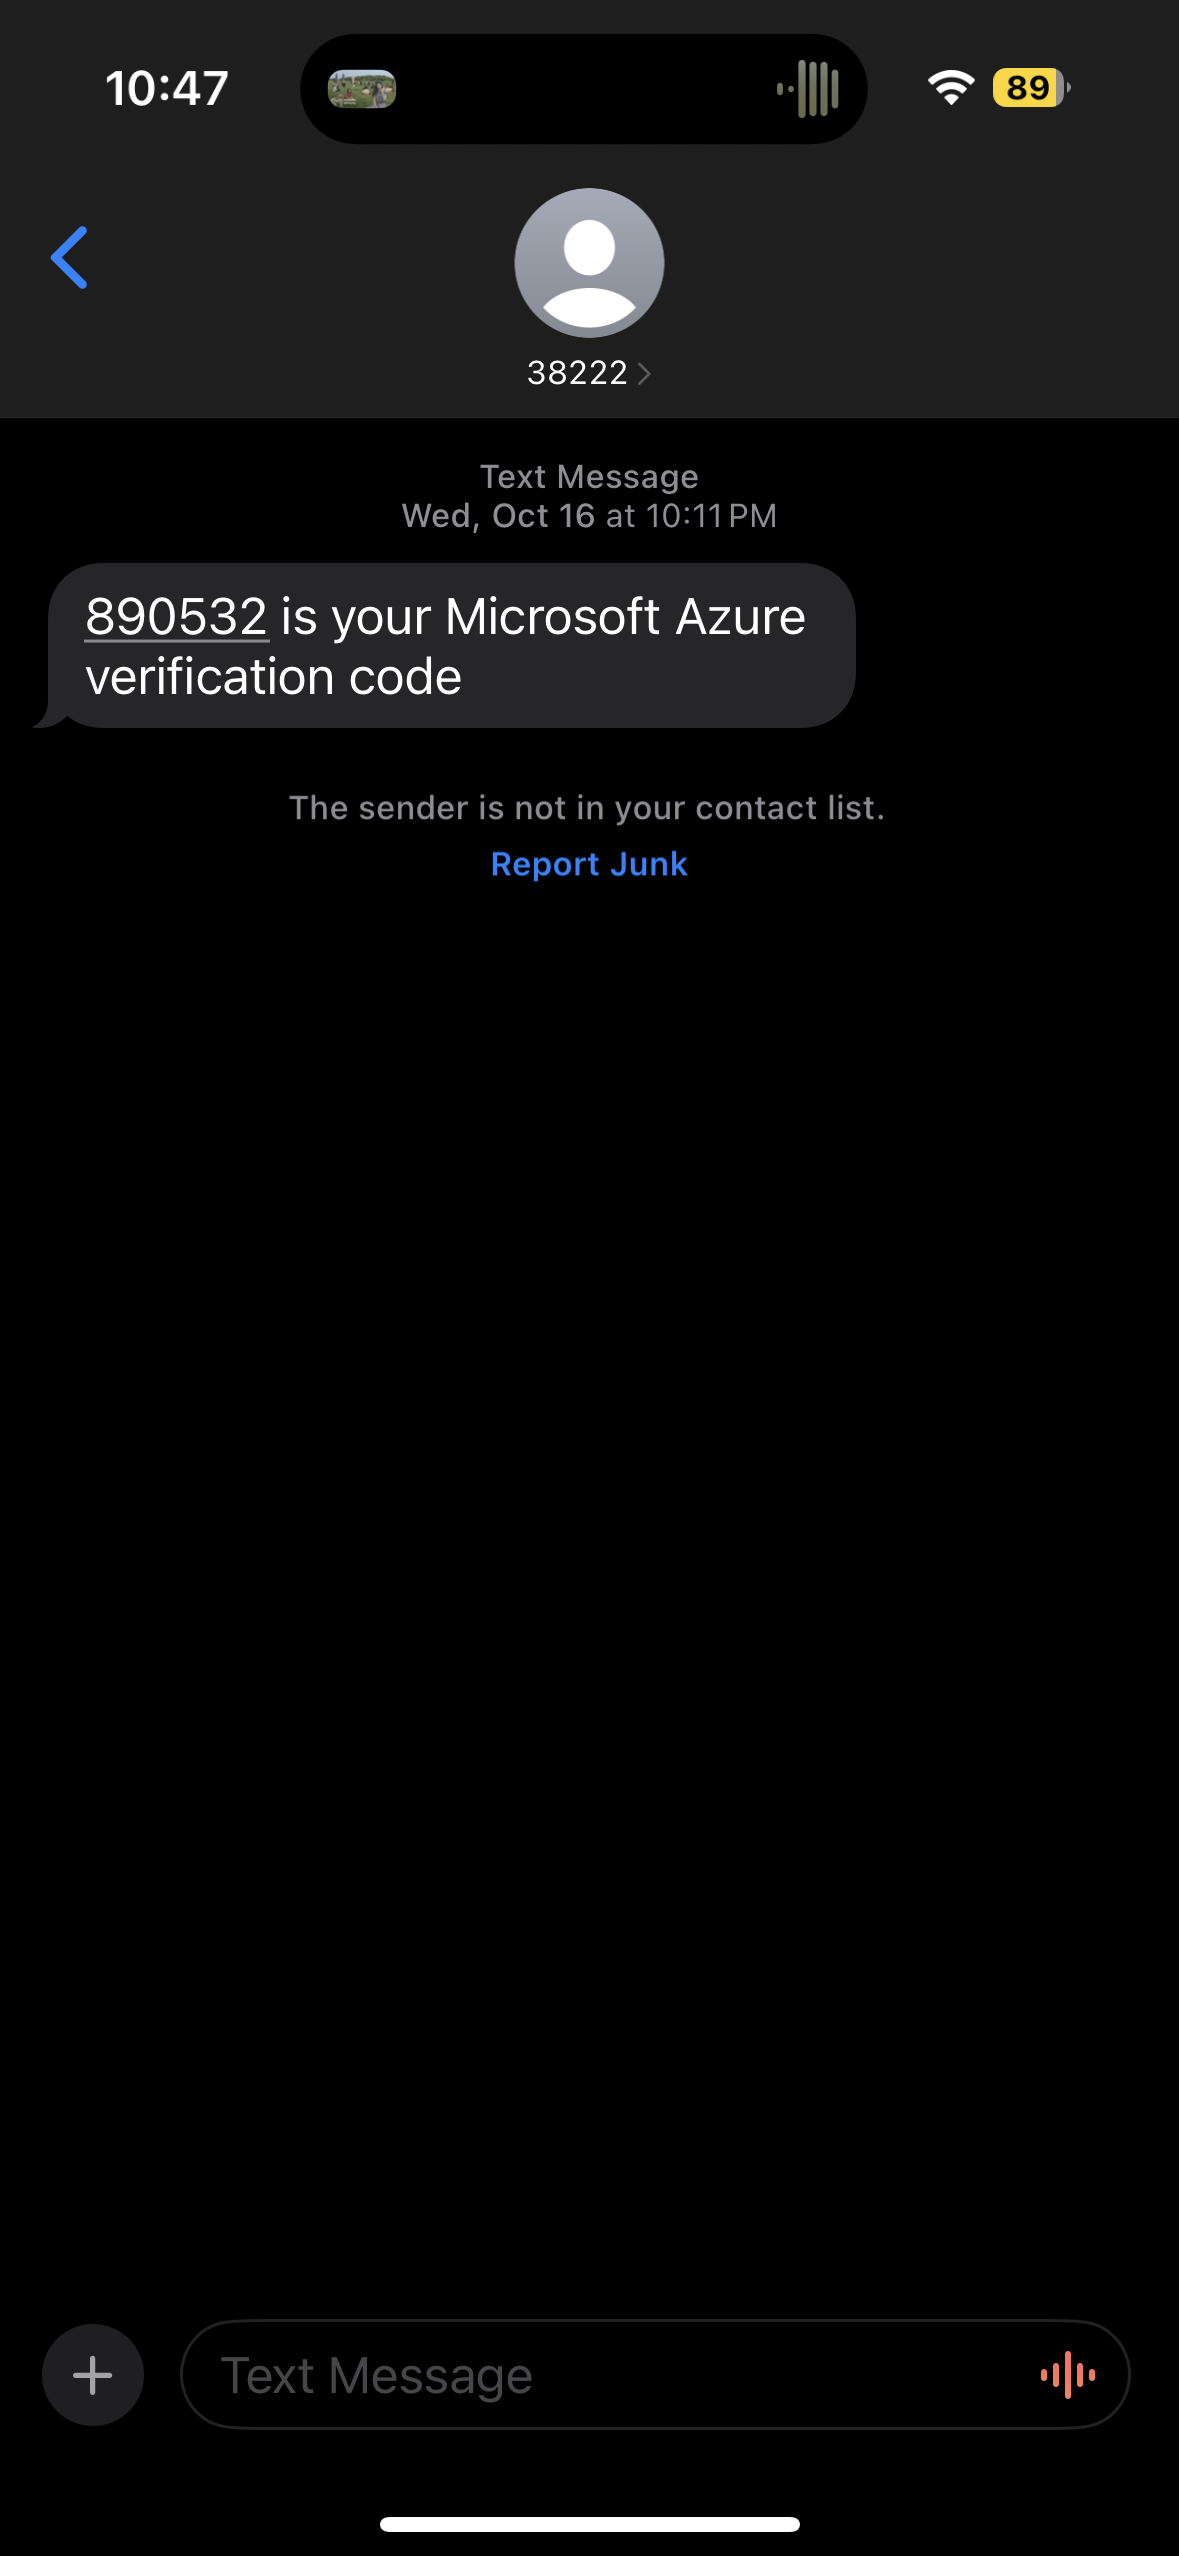 10:47
89
38222
Text Message
Wed, Oct 16 at 10:11 PM
890532 is your Microsoft Azure
verification code
The sender is not in your contact list.
Report Junk
Text Message